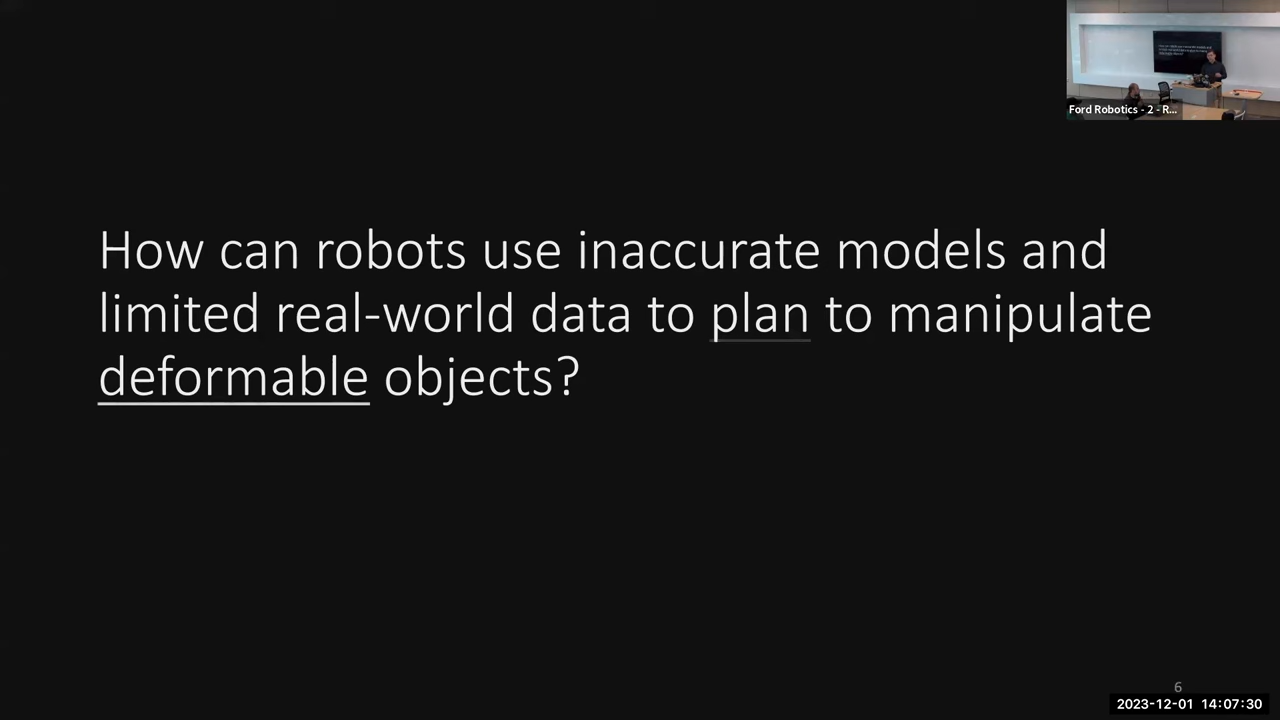 Ford Robotics - 2 - R...
How can robots use inaccurate models and
limited real-world data to plan to manipulate
deformable objects?
6
2023-12-01 14:07:30